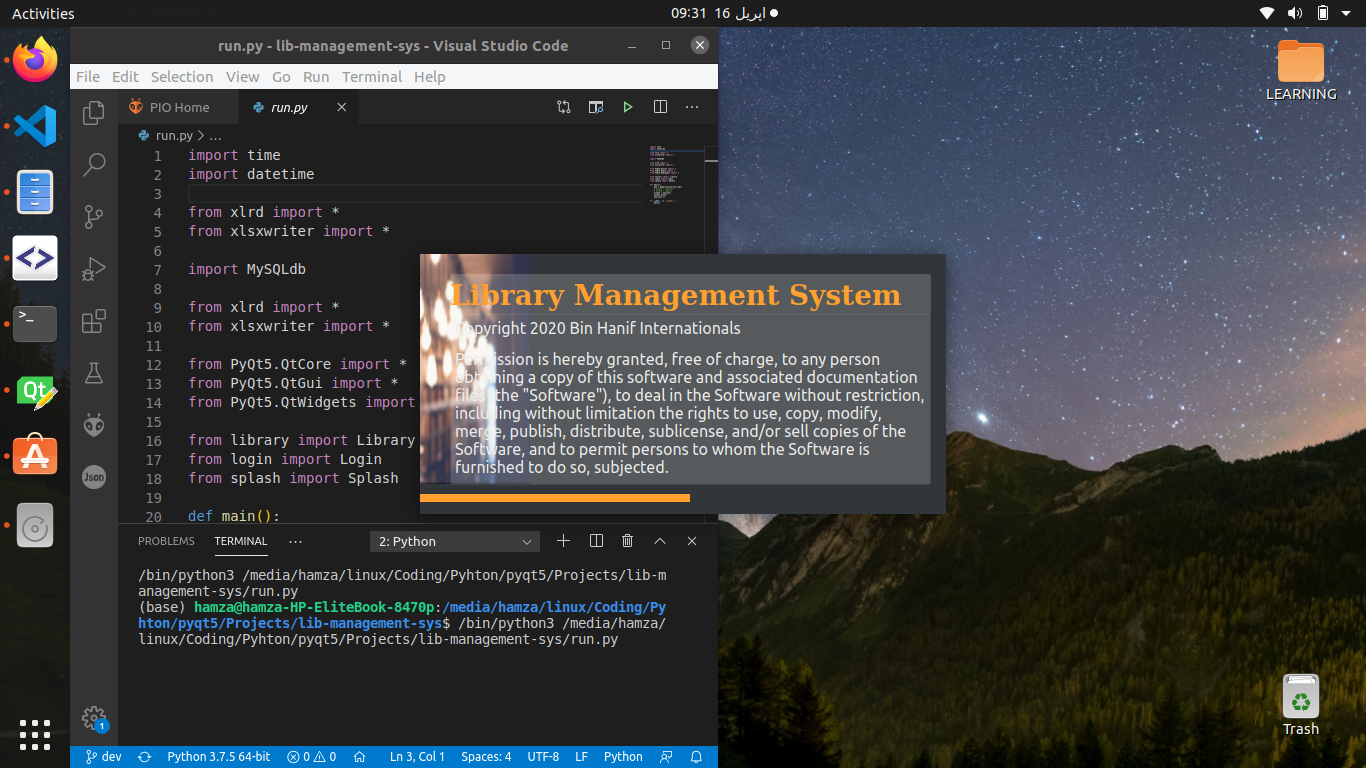 Activities
09:31 16 اپریل
run.py - lib-management-sys - Visual Studio Code
File Edit Selection View Go Run Terminal Help
PIO Home
run.py
run.py > ...
1 import time
2 import datetime
3
4 from xlrd import *
5 from xlsxwriter import *
6
7 import MySQLdb
8
9 from xlrd import *
10 from xlsxwriter import *
11
12 from PyQt5.QtCore import *
13 from PyQt5.QtGui import *
14 from PyQt5.QtWidgets import
15
16 from library import Library
17 from login import Login
18 from splash import Splash
19
20 def main():
Library Management System
Copyright 2020 Bin Hanif Internationals
Permission is hereby granted, free of charge, to any person
obtaining a copy of this software and associated documentation
files (the "Software"), to deal in the Software without restriction,
including without limitation the rights to use, copy, modify,
merge, publish, distribute, sublicense, and/or sell copies of the
Software, and to permit persons to whom the Software is
furnished to do so, subjected.
PROBLEMS TERMINAL ... 2: Python
/bin/python3 /media/hamza/linux/Coding/Pyhton/pyqt5/Projects/lib-m
anagement-sys/run.py
(base) hamza@hamza-HP-EliteBook-8470p:/media/hamza/linux/Coding/Py
hton/pyqt5/Projects/lib-management-sys$ /bin/python3 /media/hamza/
linux/Coding/Pyhton/pyqt5/Projects/lib-management-sys/run.py
dev Python 3.7.5 64-bit 0 0 Ln 3, Col 1 Spaces: 4 UTF-8 LF Python
Json
1
Qt
LEARNING
Trash